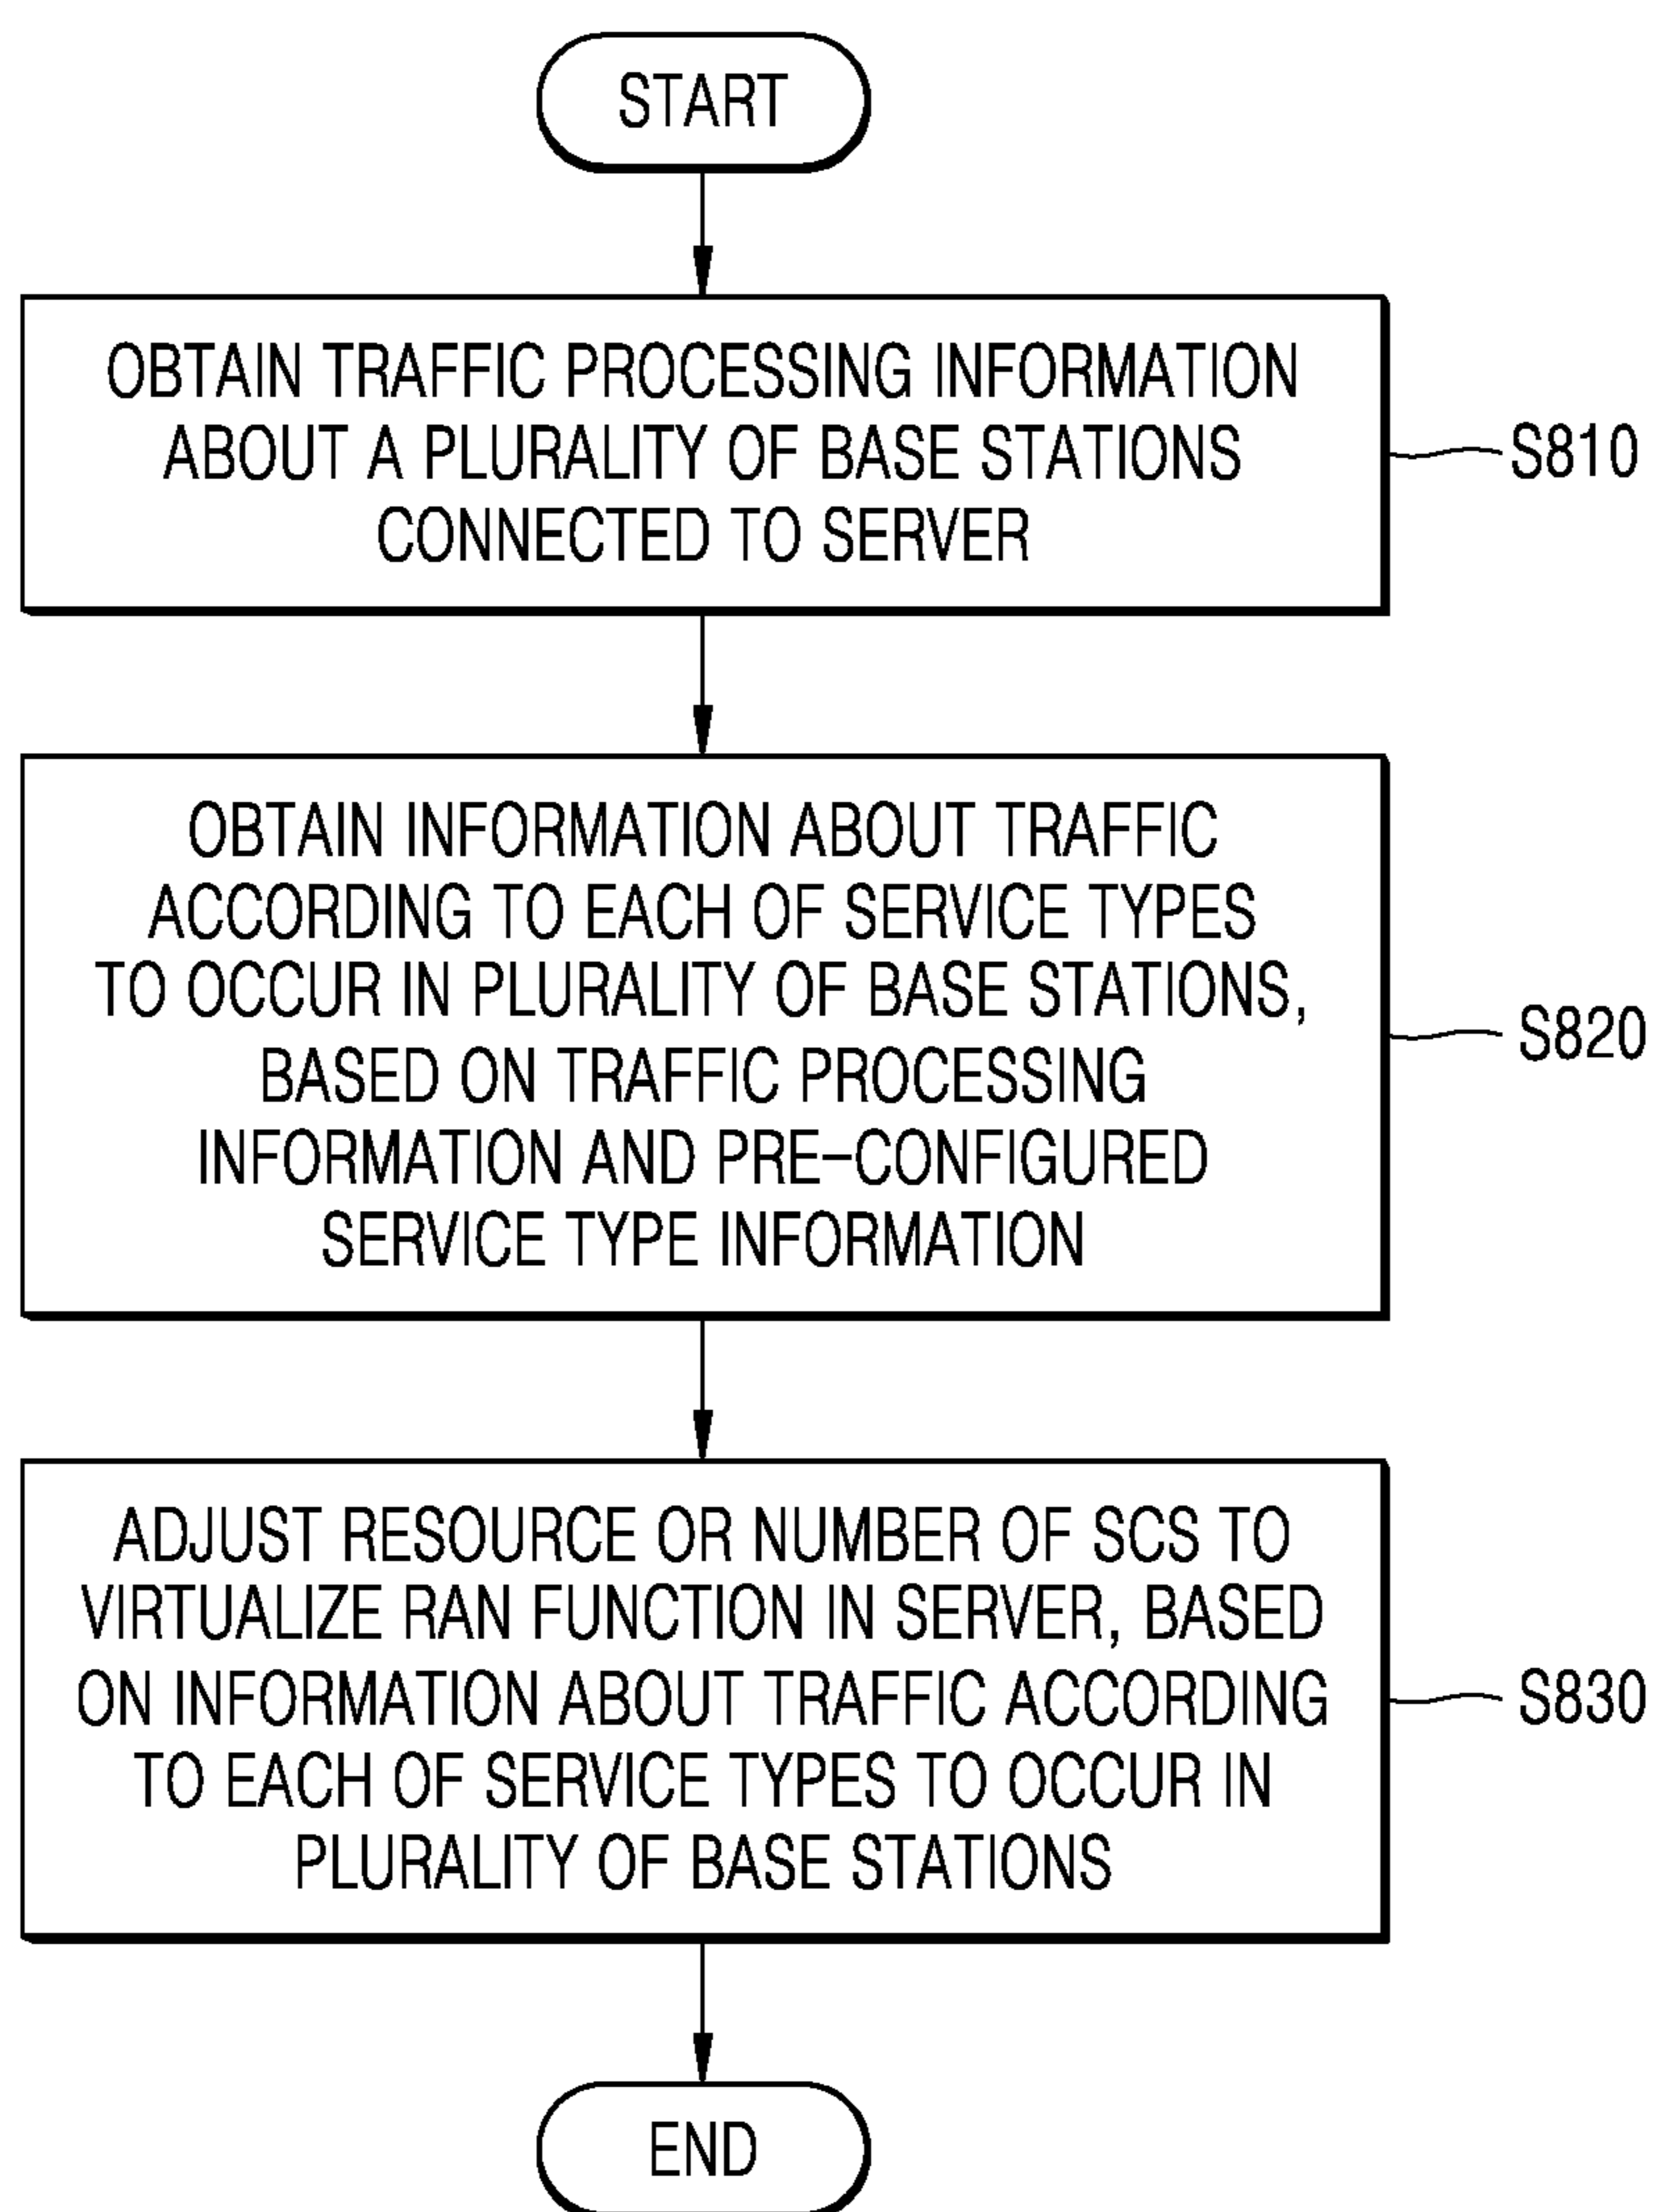 START
OBTAIN TRAFFIC PROCESSING INFORMATION
ABOUT A PLURALITY OF BASE STATIONS
CONNECTED TO SERVER
S810
OBTAIN INFORMATION ABOUT TRAFFIC
ACCORDING TO EACH OF SERVICE TYPES
TO OCCUR IN PLURALITY OF BASE STATIONS,
BASED ON TRAFFIC PROCESSING
INFORMATION AND PRE-CONFIGURED
SERVICE TYPE INFORMATION
S820
ADJUST RESOURCE OR NUMBER OF SCS TO
VIRTUALIZE RAN FUNCTION IN SERVER, BASED
ON INFORMATION ABOUT TRAFFIC ACCORDING
TO EACH OF SERVICE TYPES TO OCCUR IN
PLURALITY OF BASE STATIONS
S830
END